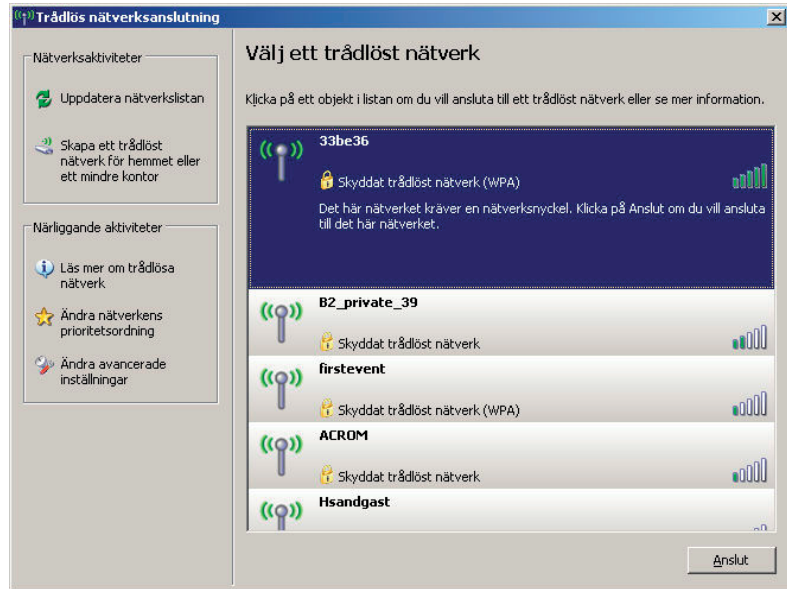 Trådlös nätverksanslutning
Nätverksaktiviteter
Uppdatera nätverkslistan
Skapa ett trådlöst
nätverk för hemmet eller
ett mindre kontor
Närliggande aktiviteter
Läs mer om trådlösa
nätverk
Ändra nätverkens
prioritetsordning
Ändra avancerade
inställningar
Välj ett trådlöst nätverk
Klicka på ett objekt i listan om du vill ansluta till ett trådlöst nätverk eller se mer information.
33be36
Skyddat trådlöst nätverk (WPA)
Det här nätverket kräver en nätverksnyckel. Klicka på Anslut om du vill ansluta
till det här nätverket.
B2_private_39
Skyddat trådlöst nätverk
firstevent
Skyddat trådlöst nätverk (WPA)
ACROM
Skyddat trådlöst nätverk
Hsandgast
Anslut